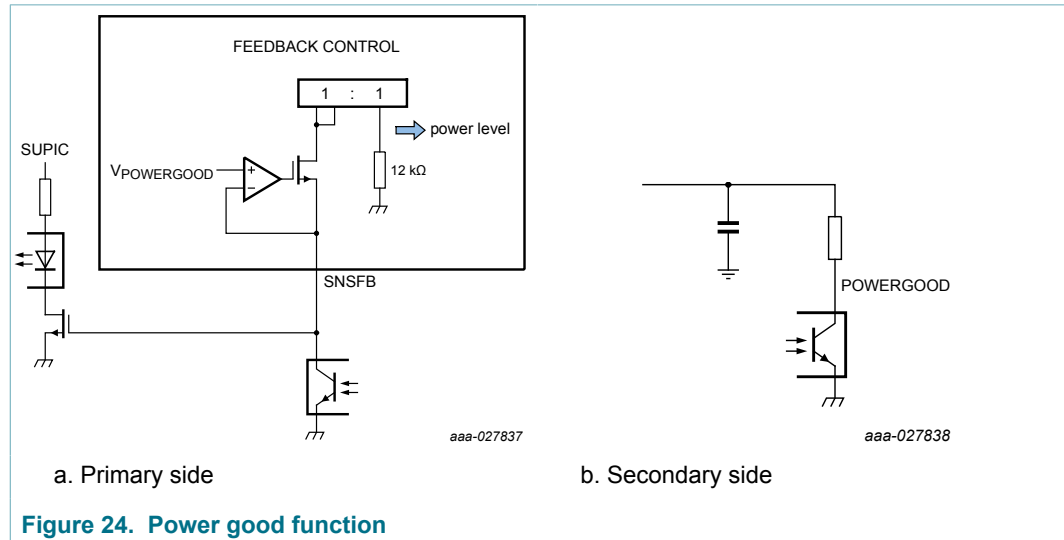 FEEDBACK CONTROL
1 : 1
power level
SUPIC
VPOWERGOOD
+
−
12 kΩ
SNSFB
POWERGOOD
aaa-027837
aaa-027838
a. Primary side
b. Secondary side
Figure 24. Power good function